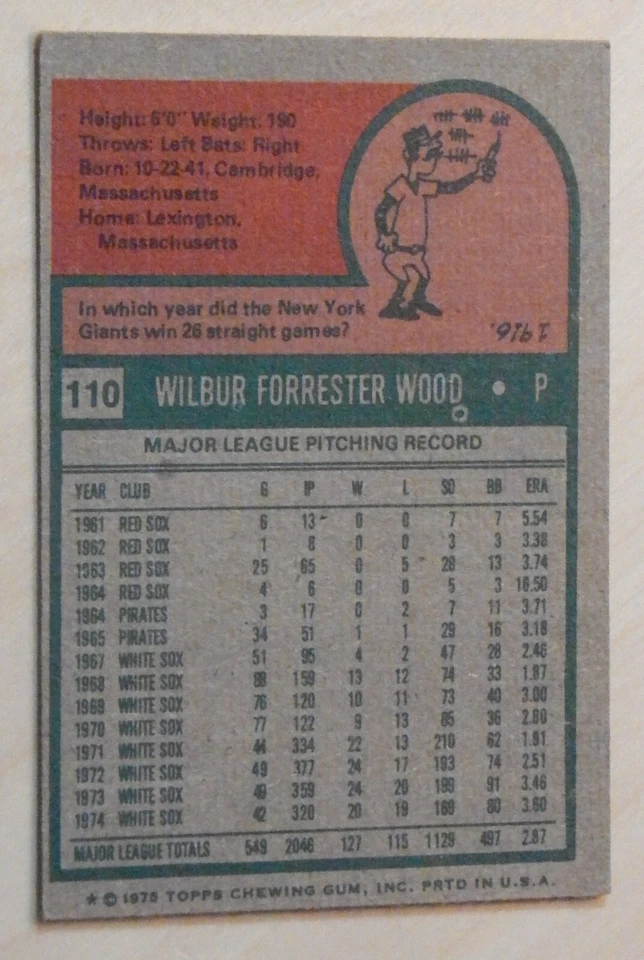 Height: 6'0" Weight: 190
Throws: Left Bats: Right
Born: 10-22-41, Cambridge,
Massachusetts
Home: Lexington,
Massachusetts
In which year did the New York
Giants win 26 straight games?
1916.
110 WILBUR FORRESTER WOOD • P
MAJOR LEAGUE PITCHING RECORD
YEAR CLUB G IP W L SO BB ERA
1961 RED SOX 6 13 0 0 7 7 5.54
1962 RED SOX 1 8 0 0 3 3 3.38
1963 RED SOX 25 65 0 5 28 13 3.74
1964 RED SOX 4 6 0 0 5 3 16.50
1964 PIRATES 3 17 0 2 7 11 3.71
1965 PIRATES 34 51 1 1 29 16 3.18
1967 WHITE SOX 51 95 4 2 47 28 2.46
1968 WHITE SOX 88 159 13 12 74 33 1.87
1969 WHITE SOX 76 120 10 11 73 40 3.00
1970 WHITE SOX 77 122 9 13 85 36 2.80
1971 WHITE SOX 44 334 22 13 210 62 1.91
1972 WHITE SOX 49 377 24 17 193 74 2.51
1973 WHITE SOX 49 359 24 20 199 91 3.46
1974 WHITE SOX 42 320 20 19 169 80 3.60
MAJOR LEAGUE TOTALS 549 2046 127 115 1129 497 2.87
★ © 1975 TOPPS CHEWING GUM, INC. PRTD IN U.S.A.